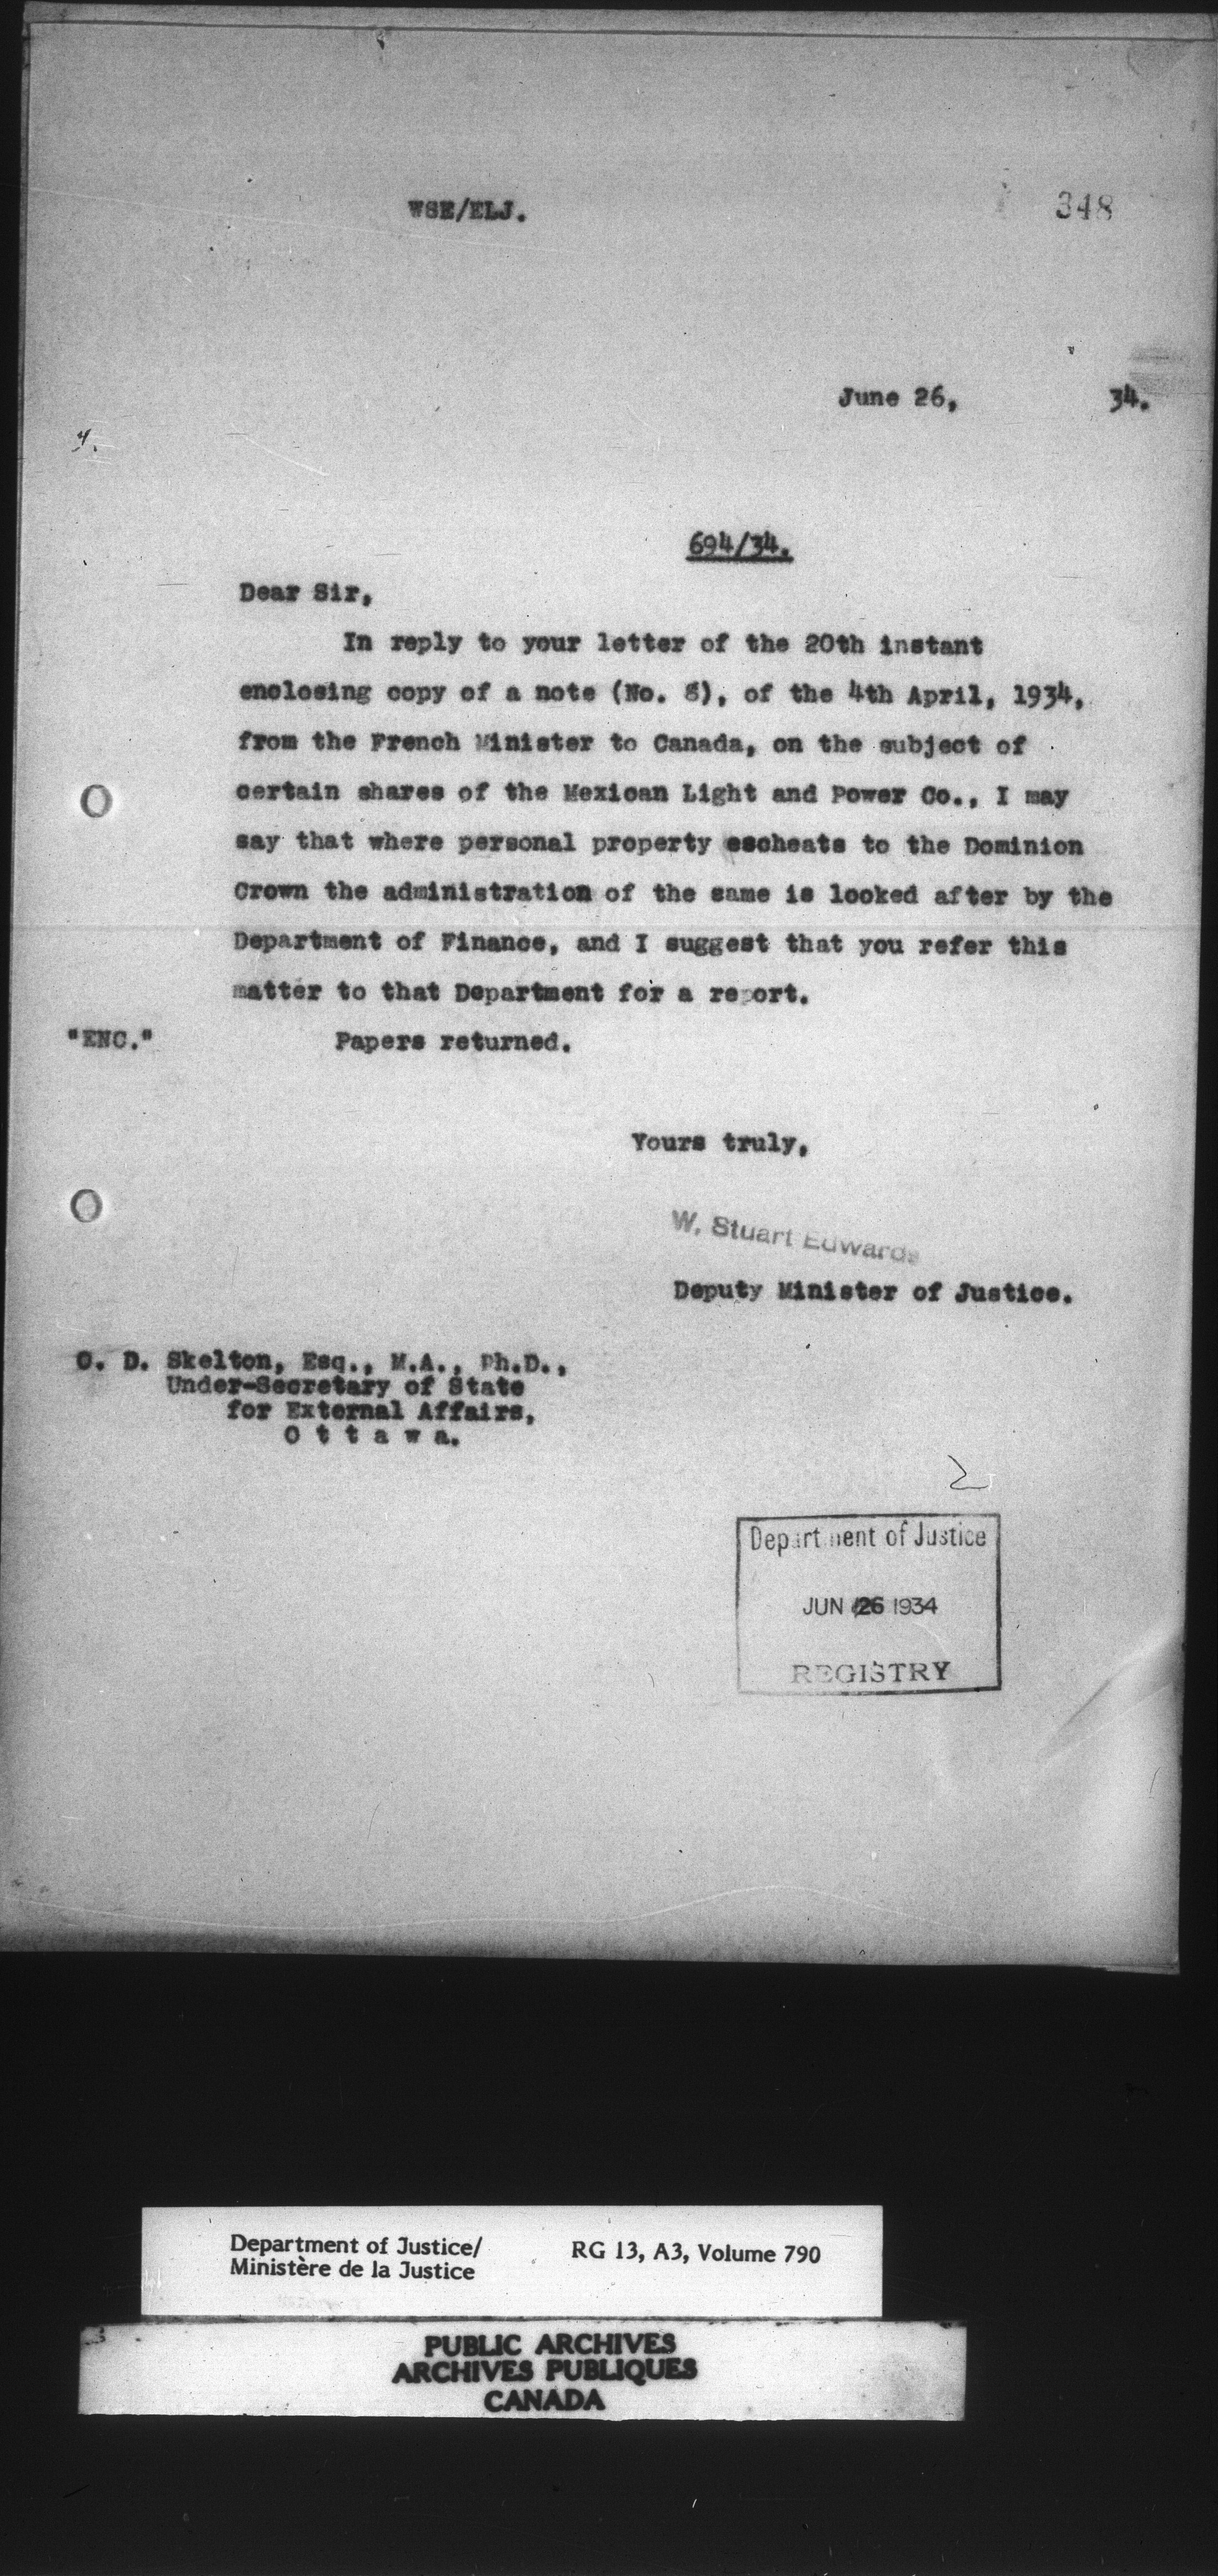 WSE/ELJ.
348
June 26, 34.
694/34.
Dear Sir,
In reply to your letter of the 20th instant
enclosing copy of a note (No. 8), of the 4th April, 1934,
from the French Minister to Canada, on the subject of
certain shares of the Mexican Light and Power Co., I may
say that where personal property escheats to the Dominion
Crown the administration of the same is looked after by the
Department of Finance, and I suggest that you refer this
matter to that Department for a report.
"ENC." Papers returned.
Yours truly,
W. Stuart Edwards
Deputy Minister of Justice.
O. D. Skelton, Esq., M.A., Ph.D.,
Under-Secretary of State
for External Affairs,
O t t a w a.
Department of Justice
JUN 26 1934
REGISTRY
Department of Justice/
Ministère de la Justice
RG 13, A3, Volume 790
PUBLIC ARCHIVES
ARCHIVES PUBLIQUES
CANADA